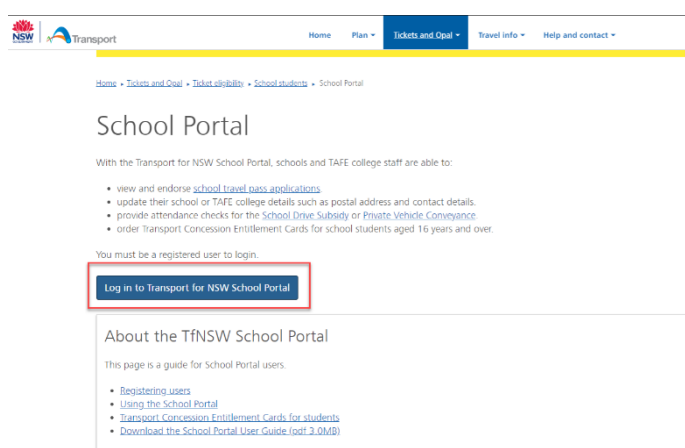 NSW
Transport
Home Plan Tickets and Opal Travel info Help and contact
Home Tickets and Opal Ticket eligibility School students School Portal
School Portal
With the Transport for NSW School Portal, schools and TAFE college staff are able to:
view and endorse school travel pass applications.
update their school or TAFE college details such as postal address and contact details.
provide attendance checks for the School Drive Subsidy or Private Vehicle Conveyance.
order Transport Concession Entitlement Cards for school students aged 16 years and over.
You must be a registered user to login.
Log in to Transport for NSW School Portal
About the TfNSW School Portal
This page is a guide for School Portal users.
Registering users
Using the School Portal
Transport Concession Entitlement Cards for students
Download the School Portal User Guide (pdf 3.0MB)